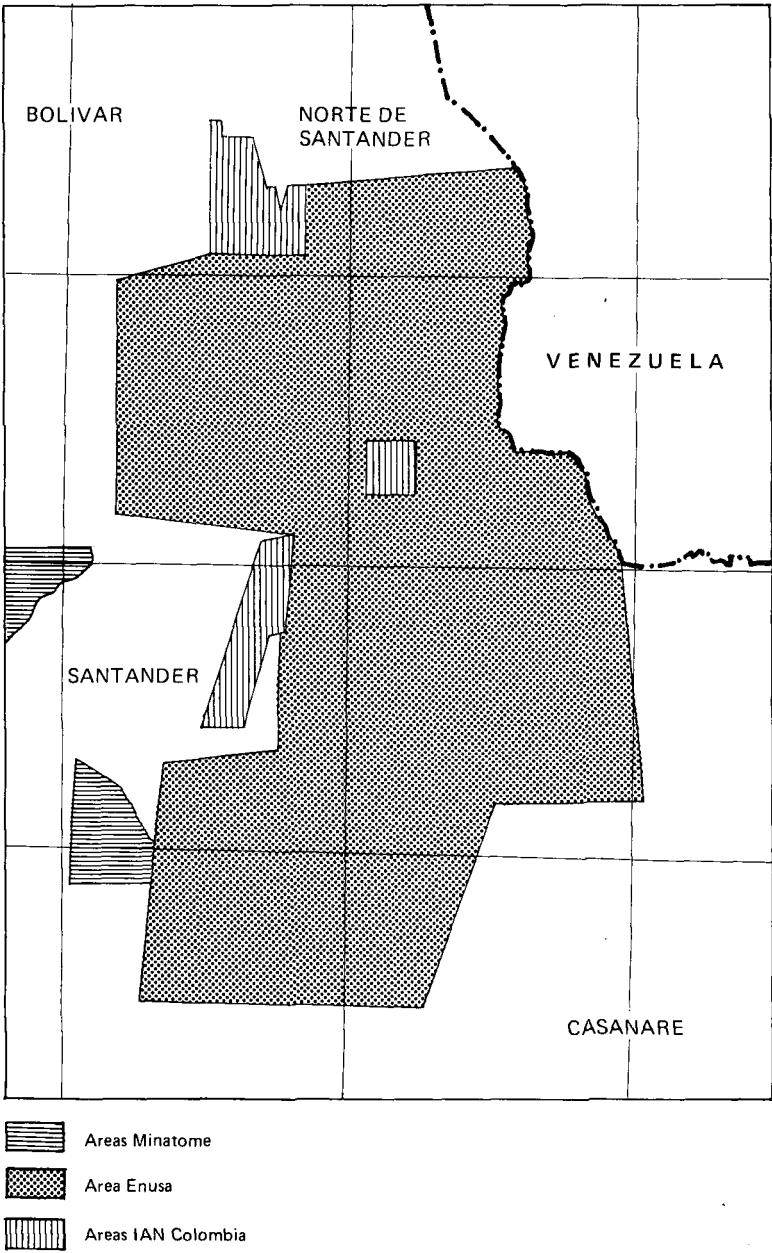 BOLIVAR
NORTE DE
SANTANDER
VENEZUELA
SANTANDER
CASANARE
Areas Minatome
Area Enusa
Areas IAN Colombia